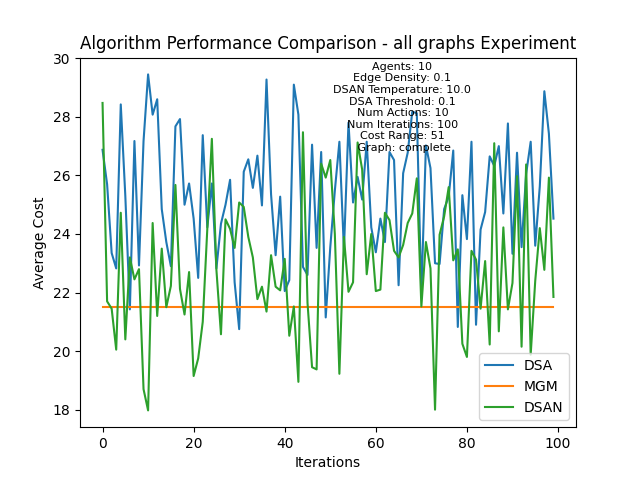 Algorithm Performance Comparison - all graphs Experiment
Agents: 10
Edge Density: 0.1
DSAN Temperature: 10.0
DSA Threshold: 0.1
Num Actions: 10
Num Iterations: 100
Cost Range: 51
Graph: complete
30
28
26
24
22
20
18
Average Cost
0
20
40
60
80
100
Iterations
DSA
MGM
DSAN